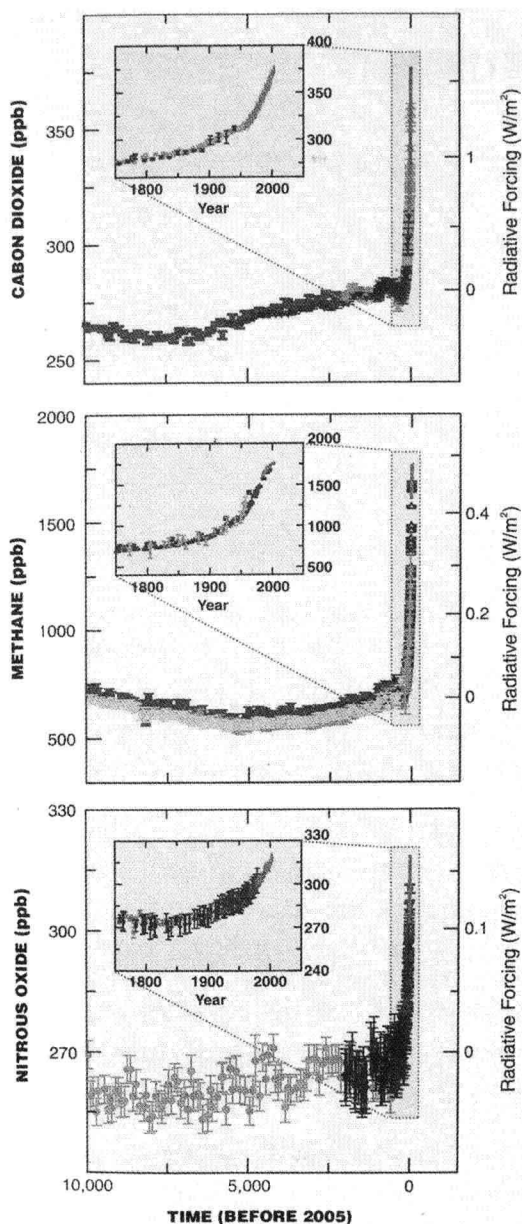 CABON DIOXIDE (ppb)
350
300
250
400
350
300
1800 1900 2000
Year
1
0
Radiative Forcing (W/m²)
METHANE (ppb)
2000
1500
1000
500
2000
1500
1000
500
1800 1900 2000
Year
0.4
0.2
0
Radiative Forcing (W/m²)
NITROUS OXIDE (ppb)
330
300
270
330
300
270
240
1800 1900 2000
Year
0.1
0
Radiative Forcing (W/m²)
10,000 5,000 0
TIME (BEFORE 2005)